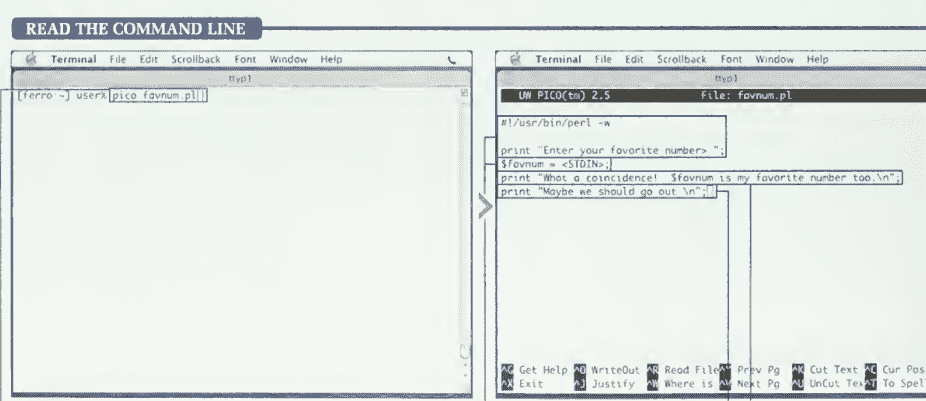 READ THE COMMAND LINE
Terminal File Edit Scrollback Font Window Help
ttyp1
[ferro ~] user% pico favnum.pl
Terminal File Edit Scrollback Font Window Help
ttyp1
UW PICO(tm) 2.5 File: favnum.pl
#!/usr/bin/perl -w
print "Enter your favorite number> ";
$favnum = <STDIN>;
print "What a coincidence!  $favnum is my favorite number too.\n";
print "Maybe we should go out \n";
^G Get Help ^O WriteOut ^R Read File ^Y Prev Pg ^K Cut Text ^C Cur Pos
^X Exit ^J Justify ^W Where is ^V Next Pg ^U UnCut Tex ^T To Spell